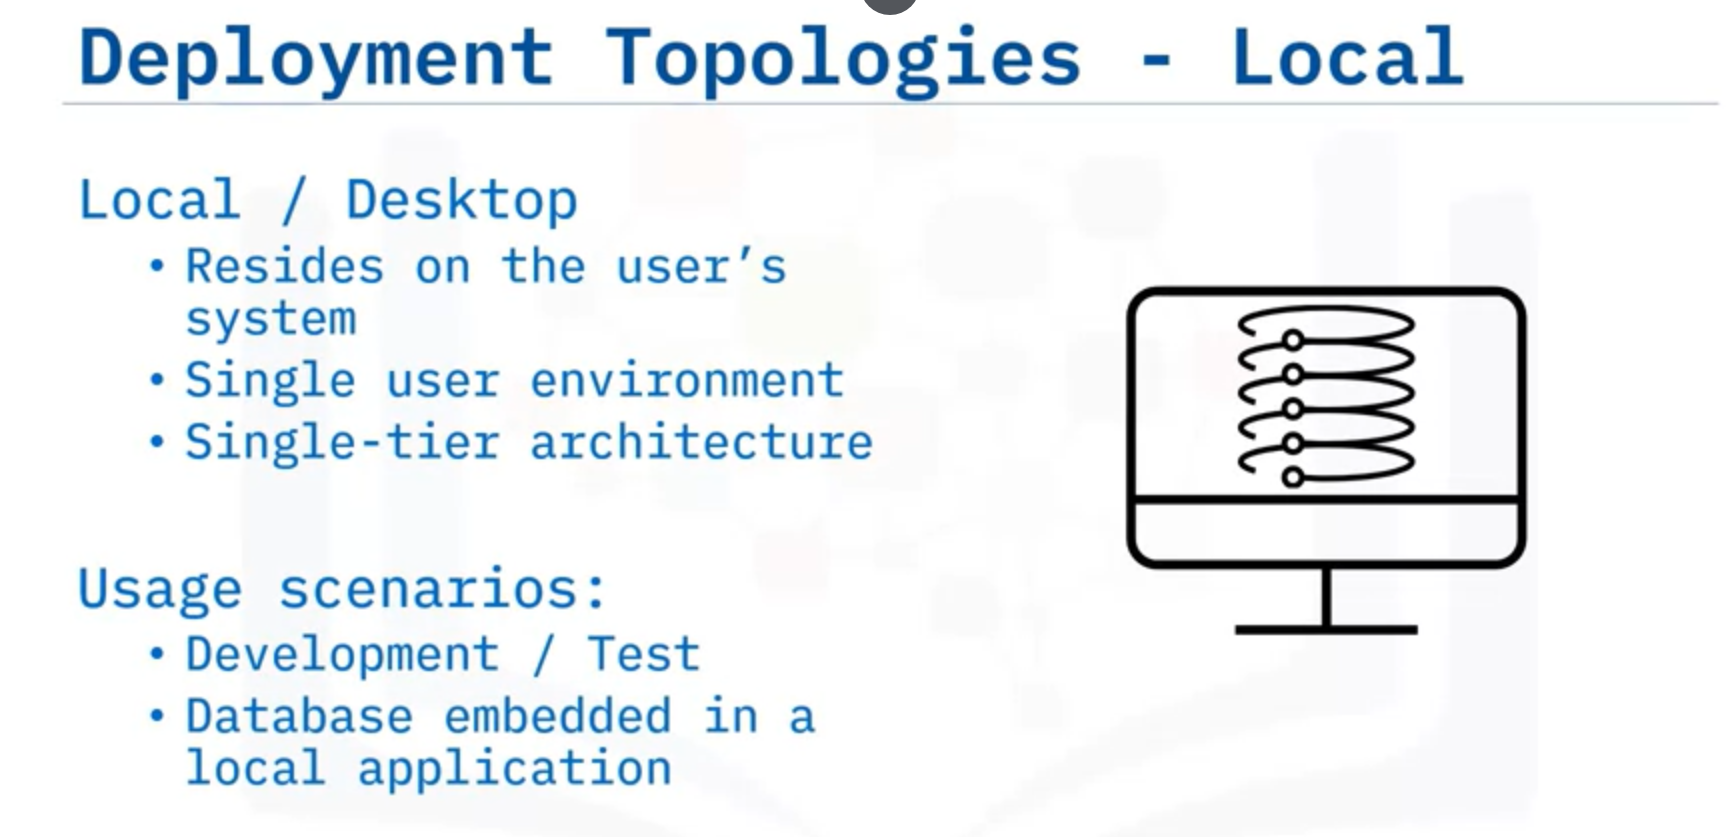 Deployment Topologies - Local
Local / Desktop
• Resides on the user’s
system
• Single user environment
• Single-tier architecture
Usage scenarios:
• Development / Test
• Database embedded in a
local application